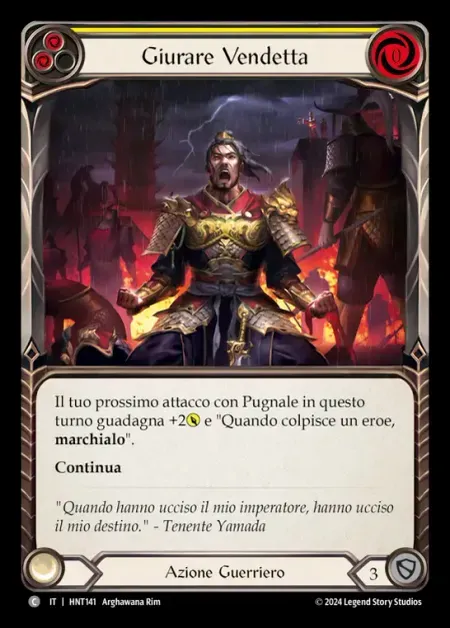 Giurare Vendetta
0
Il tuo prossimo attacco con Pugnale in questo
turno guadagna +2 e "Quando colpisce un eroe,
marchialo".
Continua
"Quando hanno ucciso il mio imperatore, hanno ucciso
il mio destino." - Tenente Yamada
Azione Guerriero
3
C IT | HNT141 Arghawana Rim
© 2024 Legend Story Studios